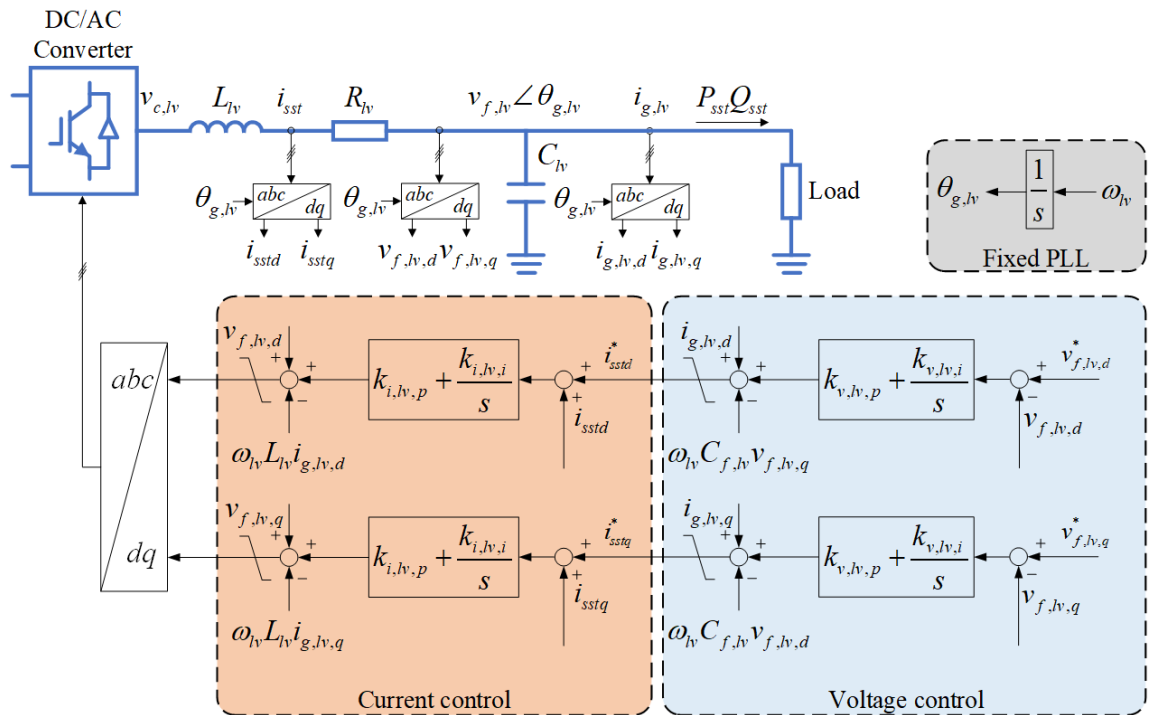 DC/AC
Converter
v_{c,lv} L_{lv} i_{sst} R_{lv} v_{f,lv}∠θ_{g,lv} i_{g,lv} P_{sst}Q_{sst}
C_{lv}
θ_{g,lv} abc dq θ_{g,lv} abc dq θ_{g,lv} abc dq Load
i_{sstd} i_{sstq} v_{f,lv,d} v_{f,lv,q} i_{g,lv,d} i_{g,lv,q}
θ_{g,lv} 1/s ω_{lv}
Fixed PLL
abc
dq
v_{f,lv,d} + + − k_{i,lv,p} + k_{i,lv,i}/s i*_{sstd} + + i_{sstd}
ω_{lv}L_{lv}i_{g,lv,d}
v_{f,lv,q} + + − k_{i,lv,p} + k_{i,lv,i}/s i*_{sstq} + + i_{sstq}
ω_{lv}L_{lv}i_{g,lv,q}
Current control
i_{g,lv,d} + + − k_{v,lv,p} + k_{v,lv,i}/s + v*_{f,lv,d} − v_{f,lv,d}
ω_{lv}C_{f,lv}v_{f,lv,q}
i_{g,lv,q} + + − k_{v,lv,p} + k_{v,lv,i}/s + v*_{f,lv,q} − v_{f,lv,q}
ω_{lv}C_{f,lv}v_{f,lv,d}
Voltage control